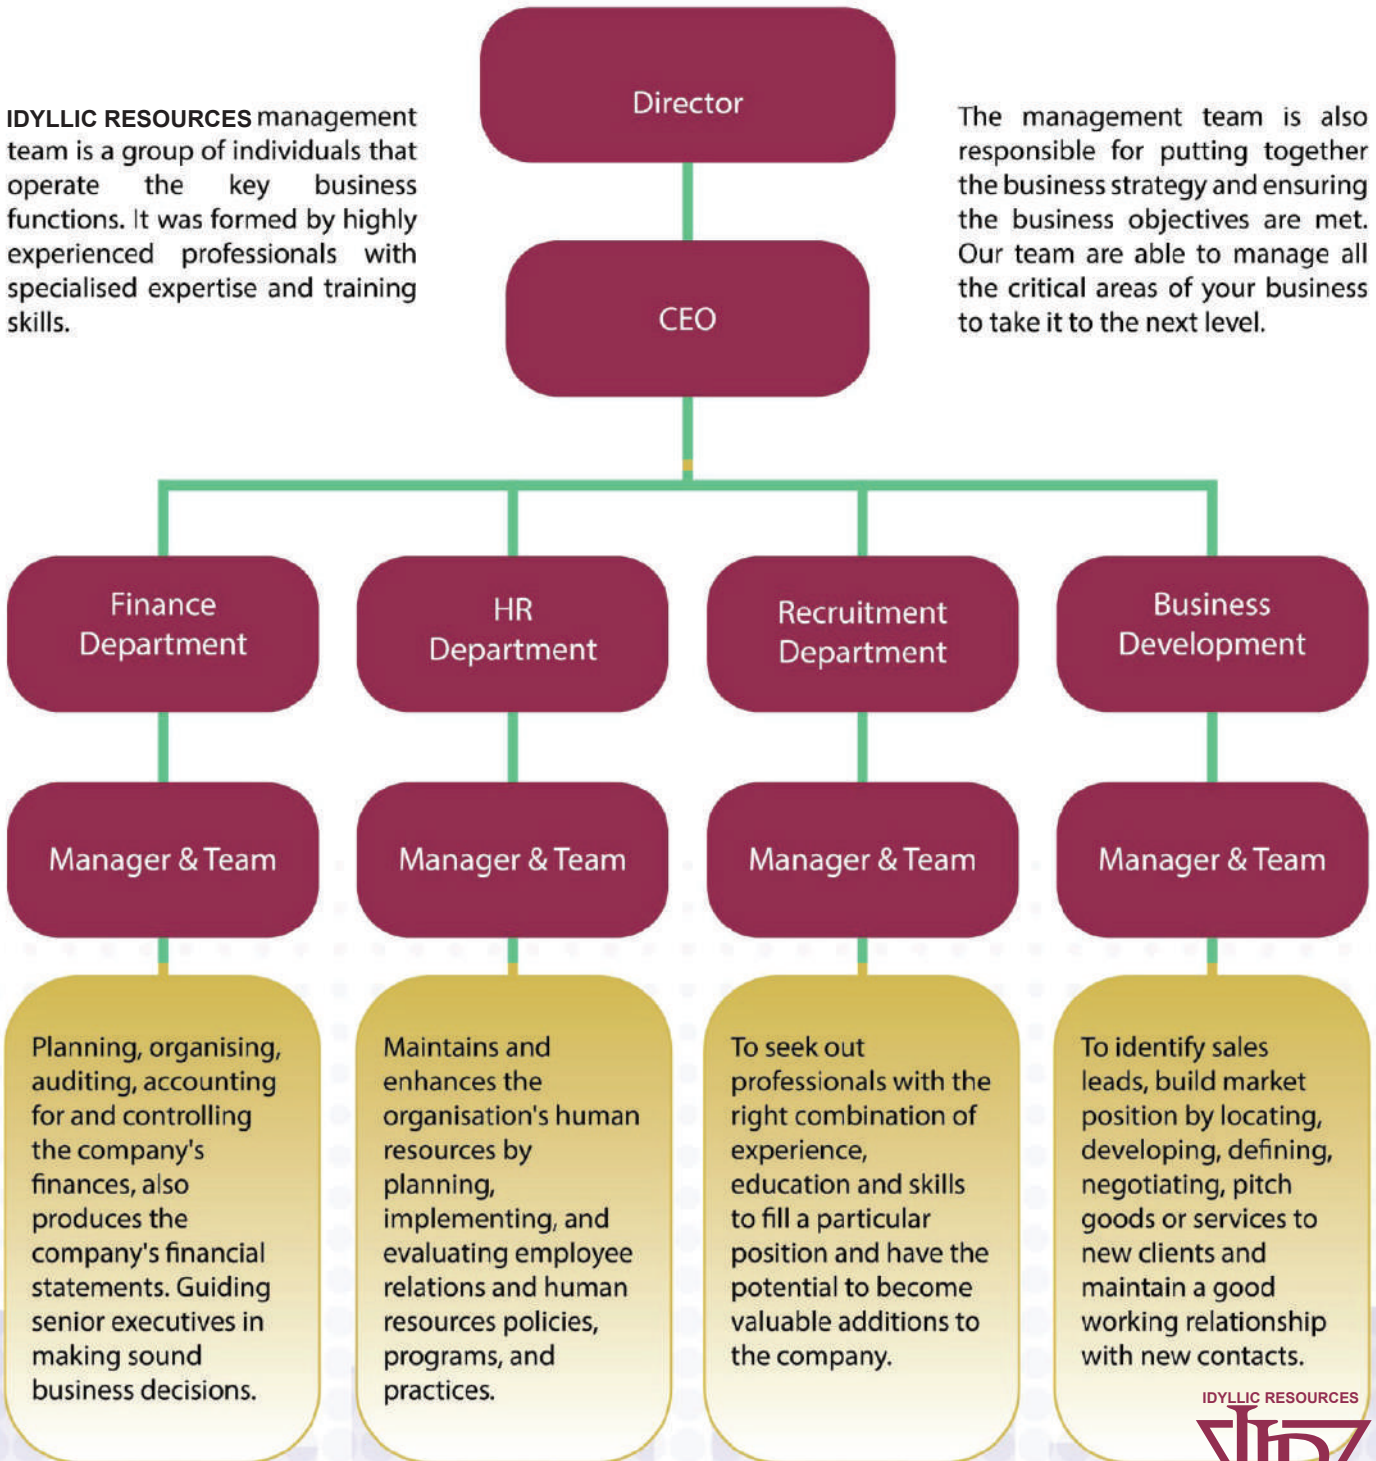 Director
IDYLLIC RESOURCES management
team is a group of individuals that
operate the key business
functions. It was formed by highly
experienced professionals with
specialised expertise and training
skills.
The management team is also
responsible for putting together
the business strategy and ensuring
the business objectives are met.
Our team are able to manage all
the critical areas of your business
to take it to the next level.
CEO
Finance
Department
HR
Department
Recruitment
Department
Business
Development
Manager & Team
Manager & Team
Manager & Team
Manager & Team
Planning, organising,
auditing, accounting
for and controlling
the company's
finances, also
produces the
company's financial
statements. Guiding
senior executives in
making sound
business decisions.
Maintains and
enhances the
organisation's human
resources by
planning,
implementing, and
evaluating employee
relations and human
resources policies,
programs, and
practices.
To seek out
professionals with the
right combination of
experience,
education and skills
to fill a particular
position and have the
potential to become
valuable additions to
the company.
To identify sales
leads, build market
position by locating,
developing, defining,
negotiating, pitch
goods or services to
new clients and
maintain a good
working relationship
with new contacts.
IDYLLIC RESOURCES